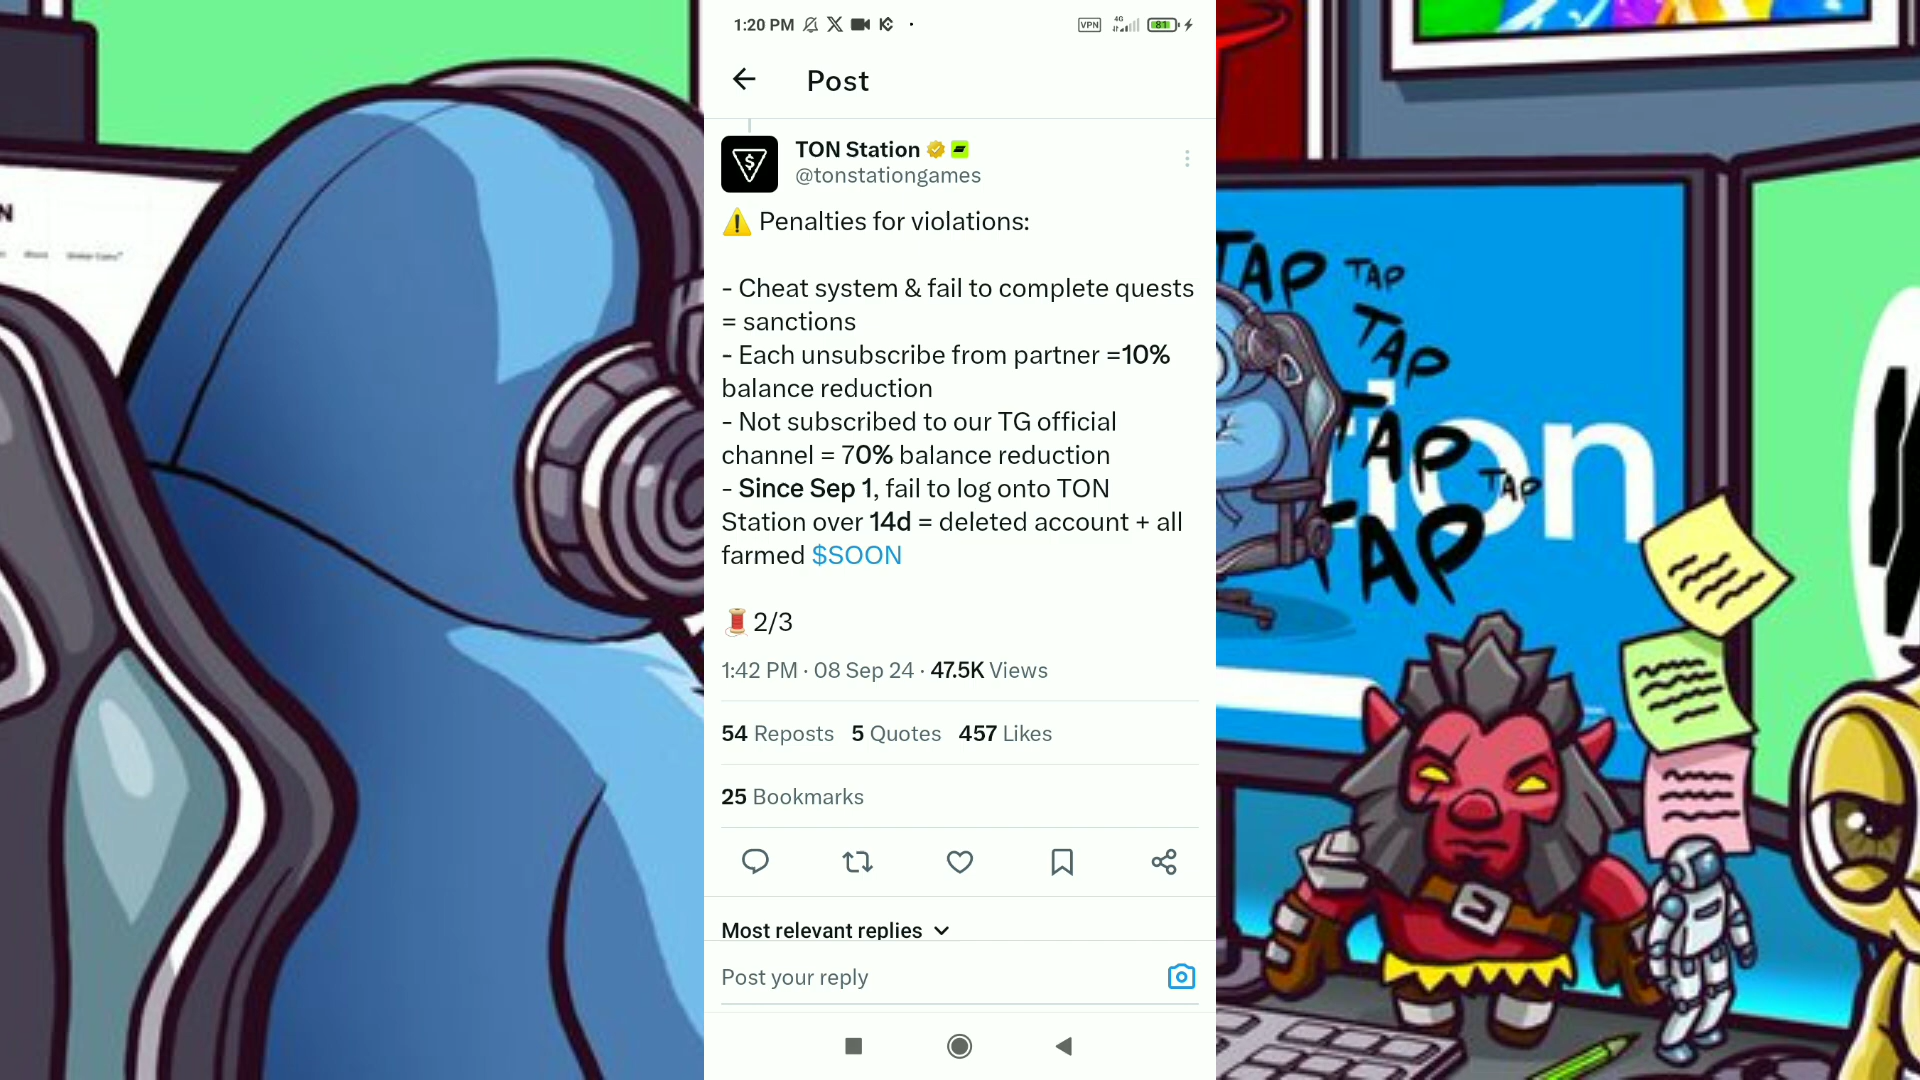 1:20 PM
VPN
4G
81
Post
TON Station
@tonstationgames
⚠️ Penalties for violations:
- Cheat system & fail to complete quests
= sanctions
- Each unsubscribe from partner =10%
balance reduction
- Not subscribed to our TG official
channel = 70% balance reduction
- Since Sep 1, fail to log onto TON
Station over 14d = deleted account + all
farmed $SOON
🧵2/3
1:42 PM · 08 Sep 24 · 47.5K Views
54 Reposts 5 Quotes 457 Likes
25 Bookmarks
Most relevant replies
Post your reply
TAP
TAP
TAP
TAP
TAP
TAP